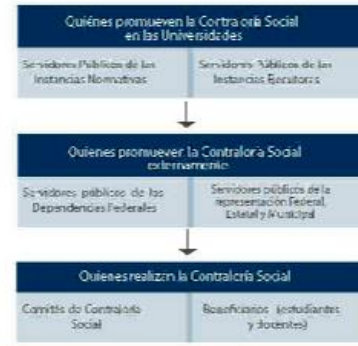 Quiénes promueven la Contraloría Social
en las Universidades
Servidores Públicos de las
Instancias Normativas
Servidores Públicos de las
Instancias Ejecutoras
Quienes promueven la Contraloría Social
externamente
Servidores públicos de las
Dependencias Federales
Servidores públicos de la
representación Federal,
Estatal y Municipal
Quienes realizan la Contraloría Social
Comités de Contraloría
Social
Beneficiarios (estudiantes
y docentes)